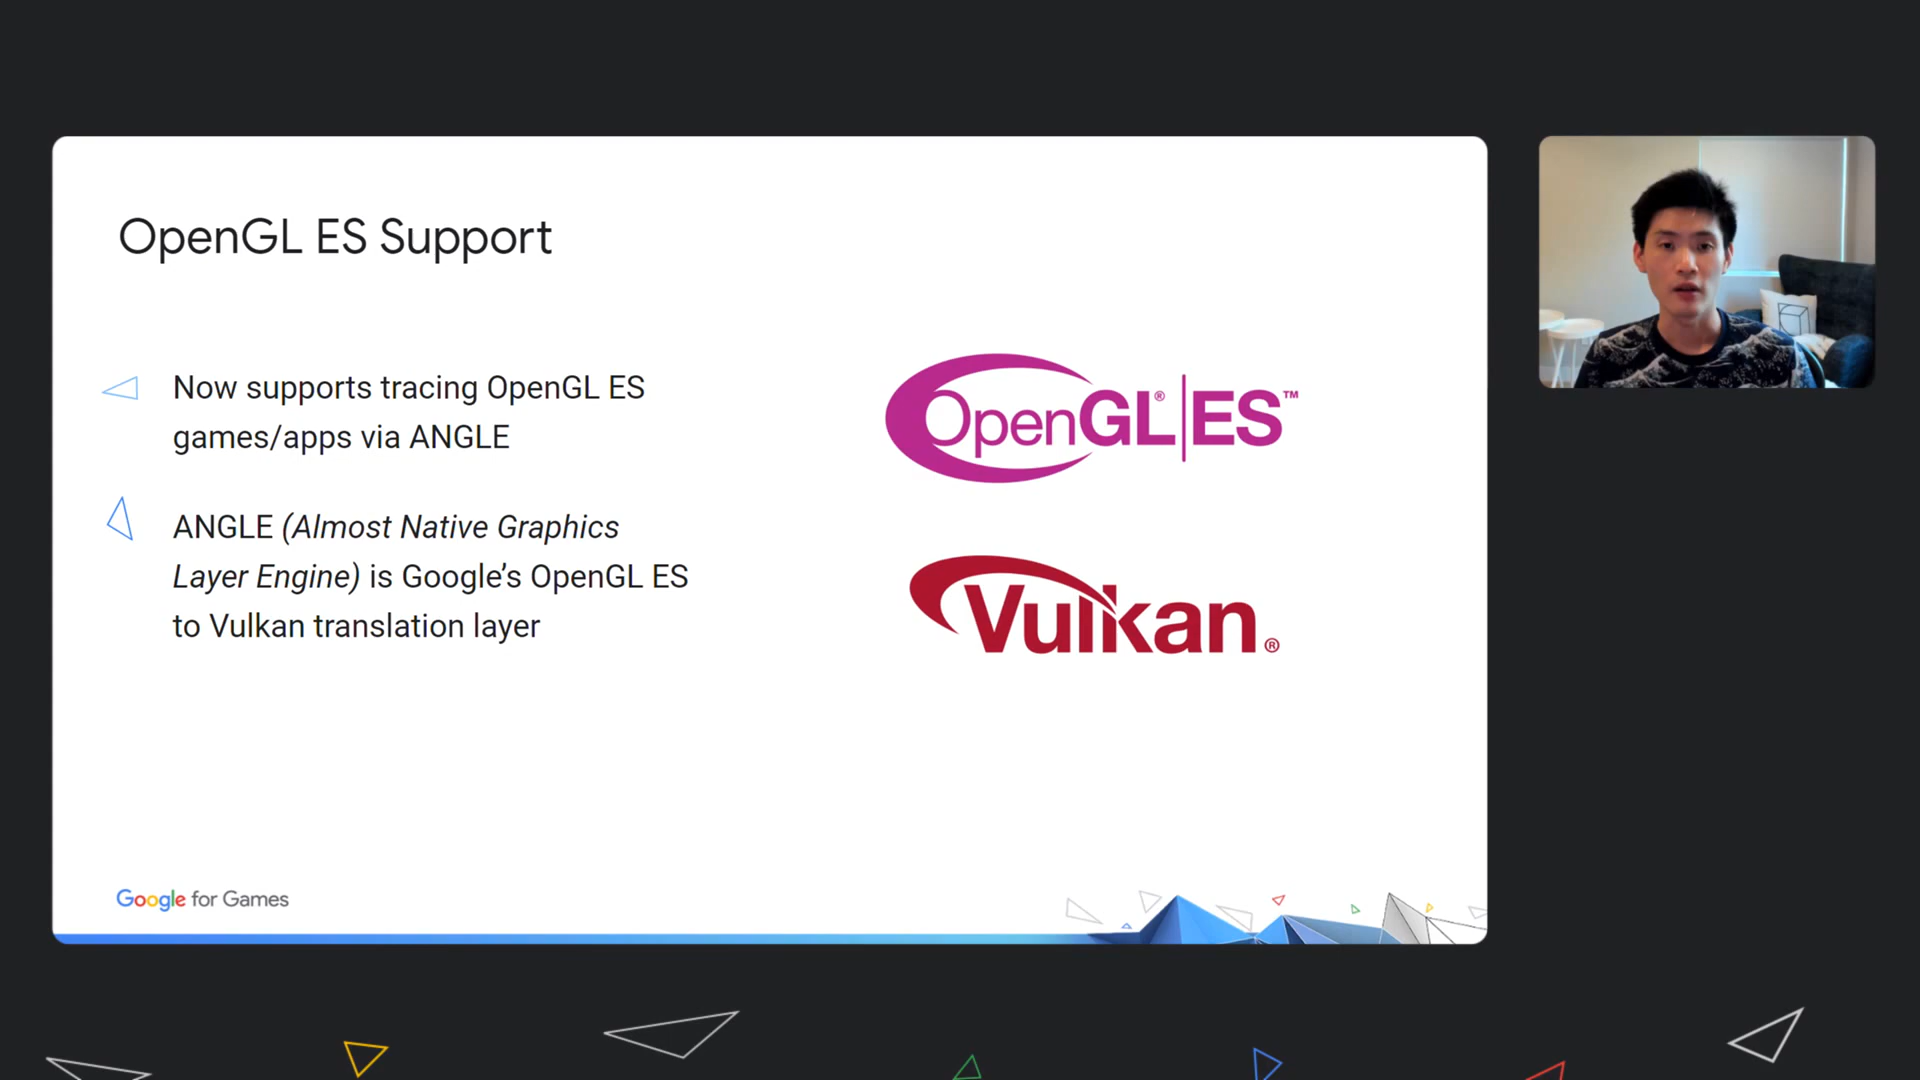 OpenGL ES Support
Now supports tracing OpenGL ES
games/apps via ANGLE
ANGLE (Almost Native Graphics
Layer Engine) is Google’s OpenGL ES
to Vulkan translation layer
OpenGL®|ES™
Vulkan®
Google for Games